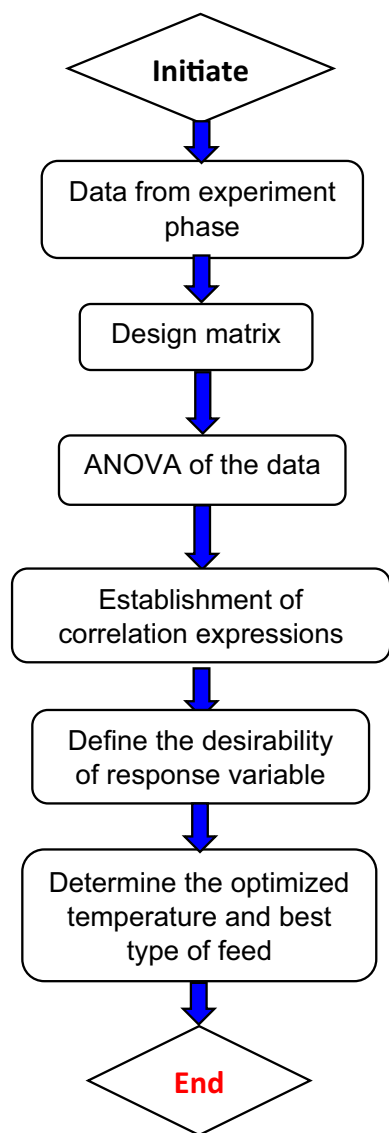 Initiate
Data from experiment
phase
Design matrix
ANOVA of the data
Establishment of
correlation expressions
Define the desirability
of response variable
Determine the optimized
temperature and best
type of feed
End